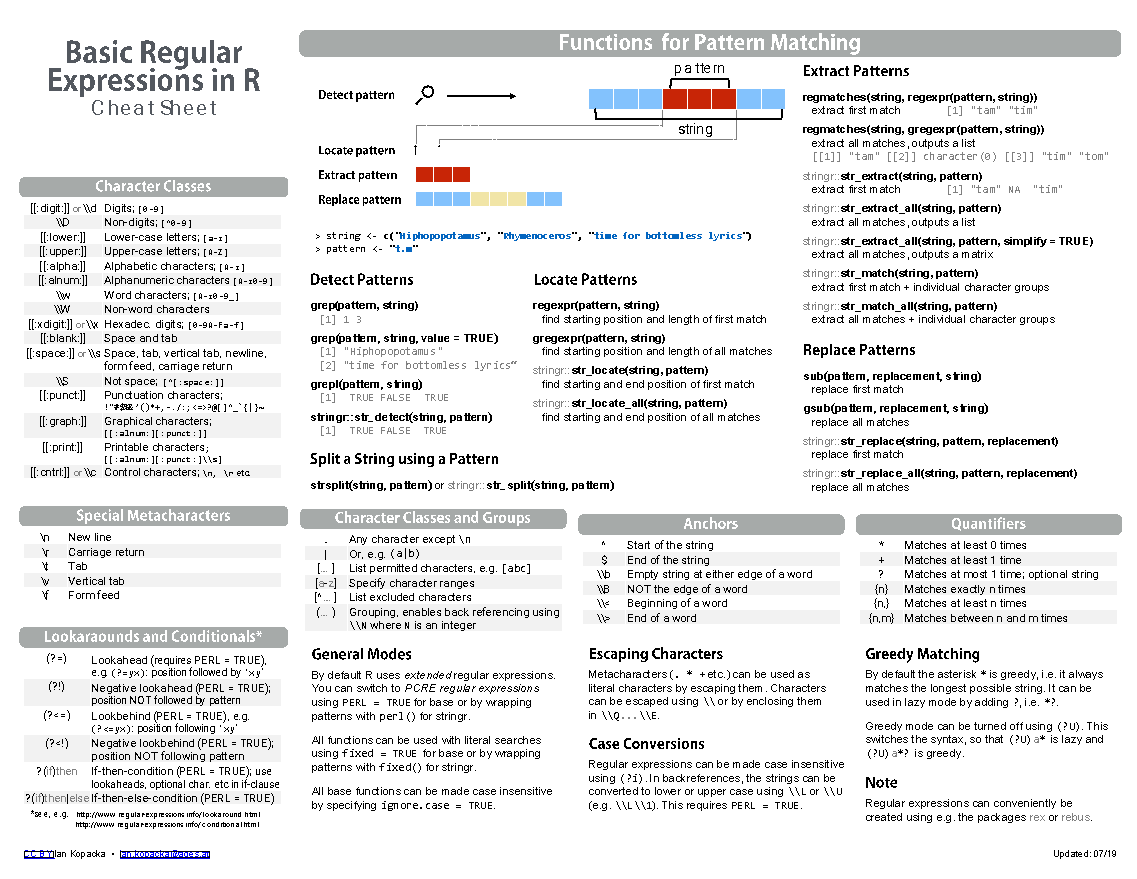 Basic Regular
Expressions in R
Cheat Sheet
Functions for Pattern Matching
Character Classes
[[:digit:]] or \\d Digits; [0-9]
\\D Non-digits; [^0-9]
[[:lower:]] Lower-case letters; [a-z]
[[:upper:]] Upper-case letters; [A-Z]
[[:alpha:]] Alphabetic characters; [A-z]
[[:alnum:]] Alphanumeric characters [A-z0-9]
\\w Word characters; [A-z0-9_]
\\W Non-word characters
[[:xdigit:]] or \\x Hexadec. digits; [0-9A-Fa-f]
[[:blank:]] Space and tab
[[:space:]] or \\s Space, tab, vertical tab, newline,
form feed, carriage return
\\S Not space; [^[:space:]]
[[:punct:]] Punctuation characters;
!"#$%&'()*+,-./:;<=>?@[]^_`{|}~
[[:graph:]] Graphical characters;
[[:alnum:][:punct:]]
[[:print:]] Printable characters;
[[:alnum:][:punct:]\\s]
[[:cntrl:]] or \\c Control characters; \n, \r etc.
Special Metacharacters
\n New line
\r Carriage return
\t Tab
\v Vertical tab
\f Form feed
Lookaraounds and Conditionals*
(?=) Lookahead (requires PERL = TRUE),
e.g. (?=yx): position followed by 'xy'
(?!) Negative lookahead (PERL = TRUE);
position NOT followed by pattern
(?<=) Lookbehind (PERL = TRUE), e.g.
(?<=yx): position following 'xy'
(?<!) Negative lookbehind (PERL = TRUE);
position NOT following pattern
?(if)then If-then-condition (PERL = TRUE); use
lookaheads, optional char. etc in if-clause
?(if)then|else If-then-else-condition (PERL = TRUE)
*see, e.g. http://www.regular-expressions.info/lookaround.html
http://www.regular-expressions.info/conditional.html
pattern
Detect pattern
string
Locate pattern
Extract pattern
Replace pattern
> string <- c("Hiphopopotamus", "Rhymenoceros", "time for bottomless lyrics")
> pattern <- "t.m"
Detect Patterns
grep(pattern, string)
[1] 1 3
grep(pattern, string, value = TRUE)
[1] "Hiphopopotamus"
[2] "time for bottomless lyrics“
grepl(pattern, string)
[1] TRUE FALSE TRUE
stringr::str_detect(string, pattern)
[1] TRUE FALSE TRUE
Split a String using a Pattern
strsplit(string, pattern) or stringr::str_split(string, pattern)
Locate Patterns
regexpr(pattern, string)
find starting position and length of first match
gregexpr(pattern, string)
find starting position and length of all matches
stringr::str_locate(string, pattern)
find starting and end position of first match
stringr::str_locate_all(string, pattern)
find starting and end position of all matches
Extract Patterns
regmatches(string, regexpr(pattern, string))
extract first match [1] "tam" "tim"
regmatches(string, gregexpr(pattern, string))
extract all matches, outputs a list
[[1]] "tam" [[2]] character(0) [[3]] "tim" "tom"
stringr::str_extract(string, pattern)
extract first match [1] "tam" NA "tim"
stringr::str_extract_all(string, pattern)
extract all matches, outputs a list
stringr::str_extract_all(string, pattern, simplify = TRUE)
extract all matches, outputs a matrix
stringr::str_match(string, pattern)
extract first match + individual character groups
stringr::str_match_all(string, pattern)
extract all matches + individual character groups
Replace Patterns
sub(pattern, replacement, string)
replace first match
gsub(pattern, replacement, string)
replace all matches
stringr::str_replace(string, pattern, replacement)
replace first match
stringr::str_replace_all(string, pattern, replacement)
replace all matches
Character Classes and Groups
. Any character except \n
| Or, e.g. (a|b)
[…] List permitted characters, e.g. [abc]
[a-z] Specify character ranges
[^…] List excluded characters
(…) Grouping, enables back referencing using
\\N where N is an integer
Anchors
^ Start of the string
$ End of the string
\\b Empty string at either edge of a word
\\B NOT the edge of a word
\\< Beginning of a word
\\> End of a word
Quantifiers
* Matches at least 0 times
+ Matches at least 1 time
? Matches at most 1 time; optional string
{n} Matches exactly n times
{n,} Matches at least n times
{n,m} Matches between n and m times
General Modes
By default R uses extended regular expressions.
You can switch to PCRE regular expressions
using PERL = TRUE for base or by wrapping
patterns with perl() for stringr.
All functions can be used with literal searches
using fixed = TRUE for base or by wrapping
patterns with fixed() for stringr.
All base functions can be made case insensitive
by specifying ignore.case = TRUE.
Escaping Characters
Metacharacters (. * + etc.) can be used as
literal characters by escaping them. Characters
can be escaped using \\ or by enclosing them
in \\Q...\\E.
Case Conversions
Regular expressions can be made case insensitive
using (?i). In backreferences, the strings can be
converted to lower or upper case using \\L or \\U
(e.g. \\L\\1). This requires PERL = TRUE.
Greedy Matching
By default the asterisk * is greedy, i.e. it always
matches the longest possible string. It can be
used in lazy mode by adding ?, i.e. *?.
Greedy mode can be turned off using (?U). This
switches the syntax, so that (?U)a* is lazy and
(?U)a*? is greedy.
Note
Regular expressions can conveniently be
created using e.g. the packages rex or rebus.
CC BY Ian Kopacka • ian.kopacka@ages.at
Updated: 07/19